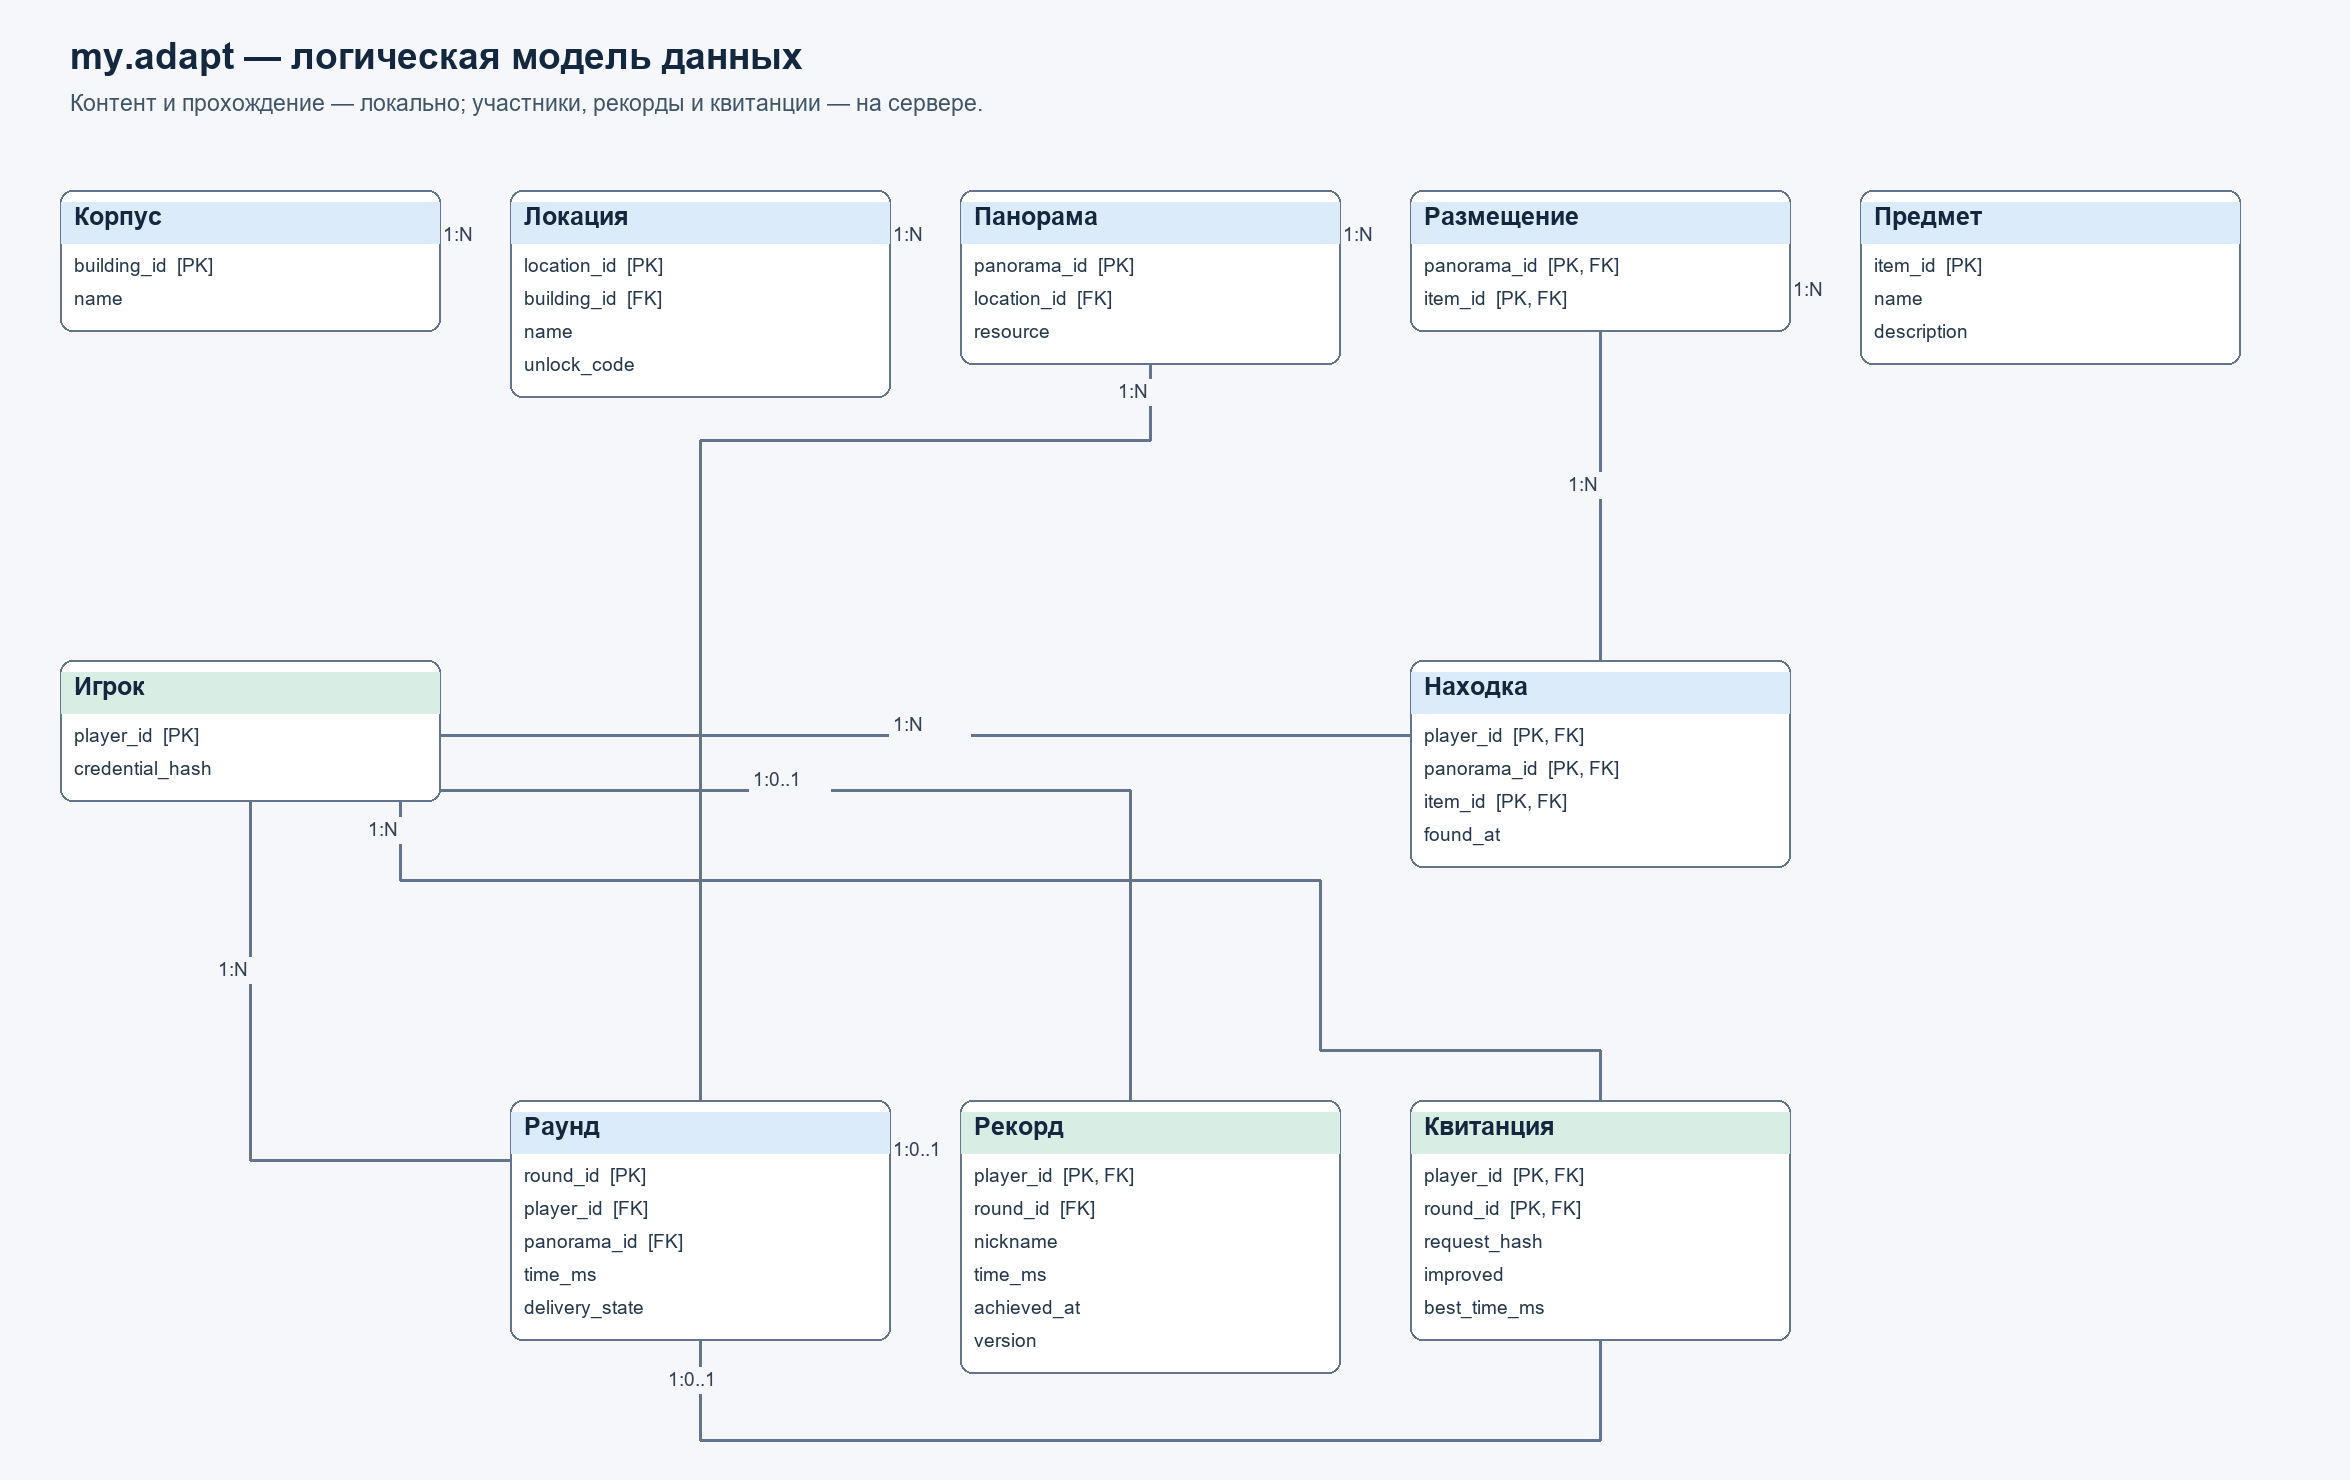 my.adapt — логическая модель данных
Контент и прохождение — локально; участники, рекорды и квитанции — на сервере.
Корпус
building_id [PK]
name
1:N
Локация
location_id [PK]
building_id [FK]
name
unlock_code
1:N
Панорама
panorama_id [PK]
location_id [FK]
resource
1:N
1:N
Размещение
panorama_id [PK, FK]
item_id [PK, FK]
1:N
1:N
Предмет
item_id [PK]
name
description
Игрок
player_id [PK]
credential_hash
1:N
1:0..1
1:N
1:N
Находка
player_id [PK, FK]
panorama_id [PK, FK]
item_id [PK, FK]
found_at
Раунд
round_id [PK]
player_id [FK]
panorama_id [FK]
time_ms
delivery_state
1:0..1
1:0..1
Рекорд
player_id [PK, FK]
round_id [FK]
nickname
time_ms
achieved_at
version
Квитанция
player_id [PK, FK]
round_id [PK, FK]
request_hash
improved
best_time_ms